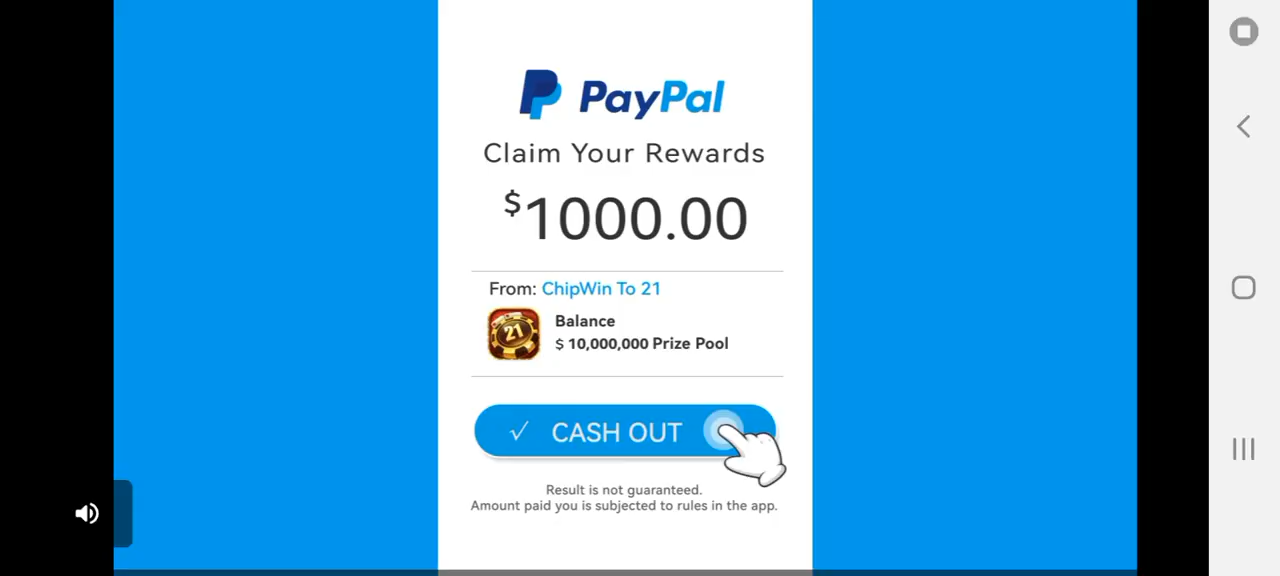 PayPal
Claim Your Rewards
$1000.00
From: ChipWin To 21
21
Balance
$ 10,000,000 Prize Pool
✓ CASH OUT
Result is not guaranteed.
Amount paid you is subjected to rules in the app.